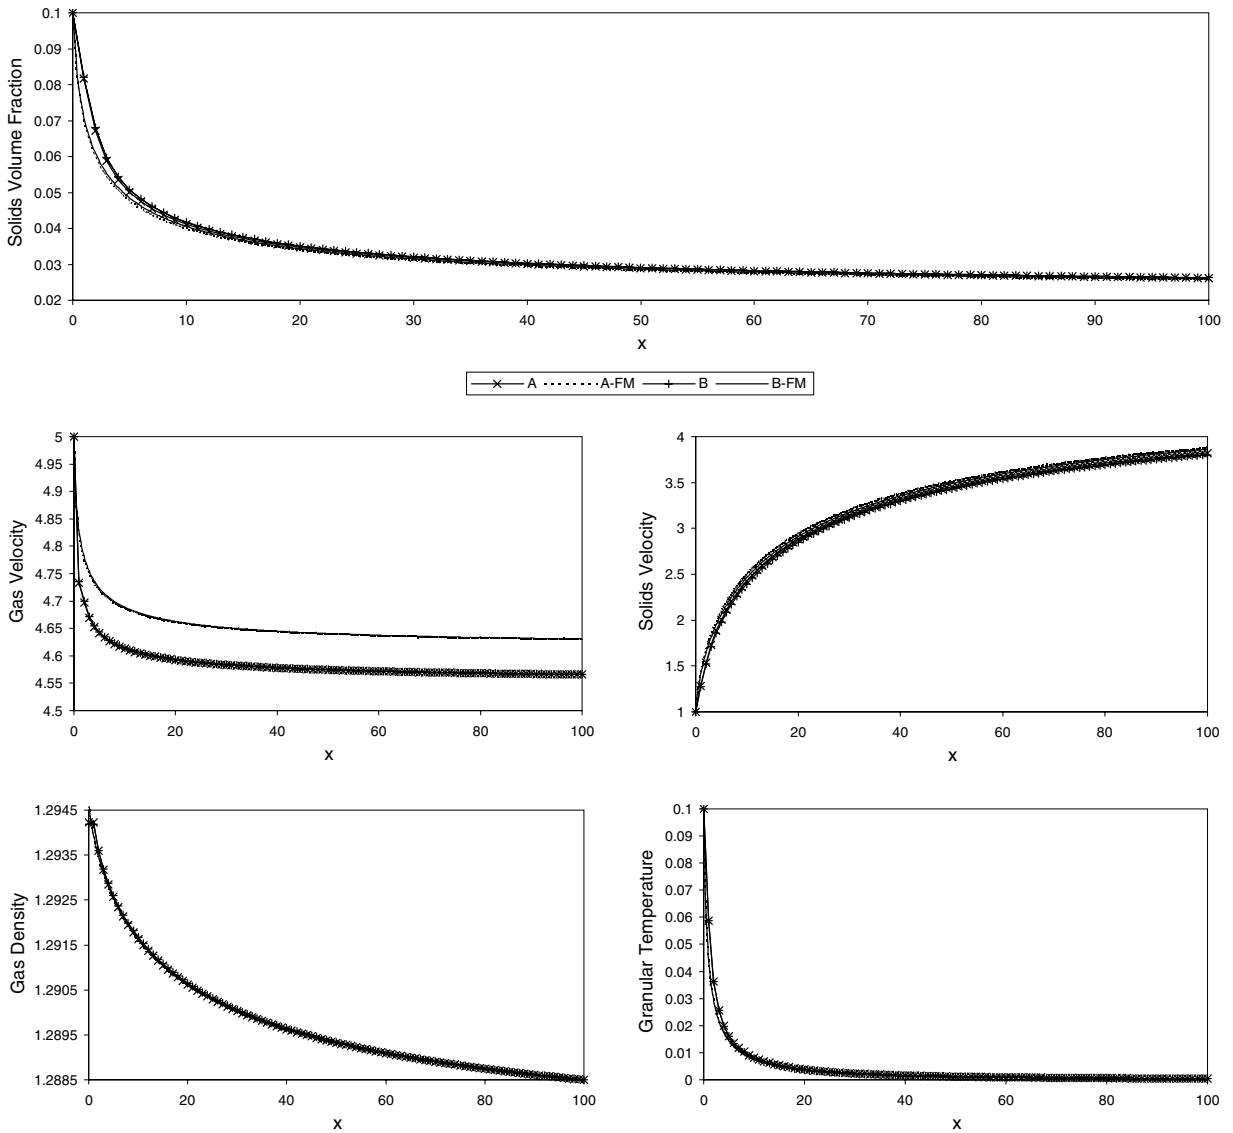 0.1
0.09
0.08
0.07
0.06
0.05
0.04
0.03
0.02
Solids Volume Fraction
0 10 20 30 40 50 60 70 80 90 100
x
A A-FM B B-FM
5
4.95
4.9
4.85
4.8
4.75
4.7
4.65
4.6
4.55
4.5
Gas Velocity
0 20 40 60 80 100
x
4
3.5
3
2.5
2
1.5
1
Solids Velocity
0 20 40 60 80 100
x
1.2945
1.2935
1.2925
1.2915
1.2905
1.2895
1.2885
Gas Density
0 20 40 60 80 100
x
0.1
0.09
0.08
0.07
0.06
0.05
0.04
0.03
0.02
0.01
0
Granular Temperature
0 20 40 60 80 100
x